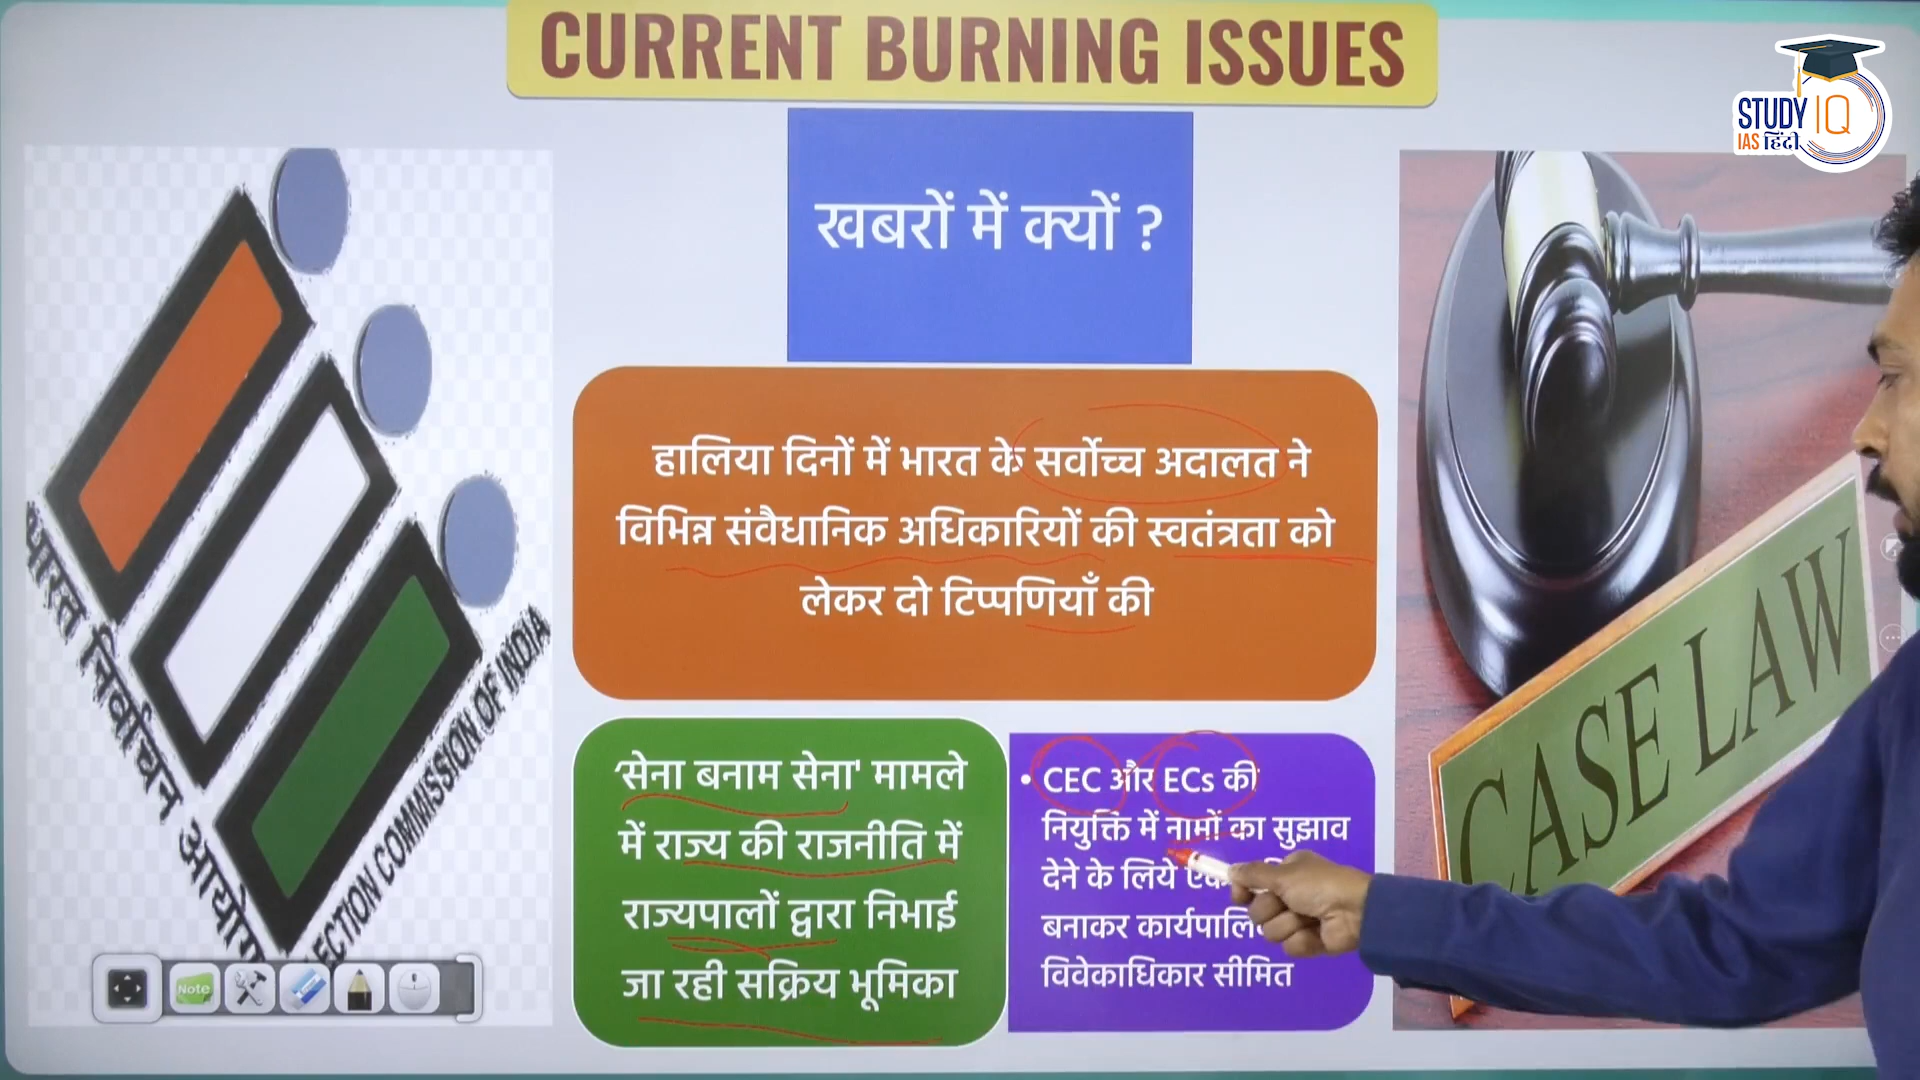 CURRENT BURNING ISSUES
STUDY IQ
IAS हिंदी
खबरों में क्यों ?
हालिया दिनों में भारत के सर्वोच्च अदालत ने
विभिन्न संवैधानिक अधिकारियों की स्वतंत्रता को
लेकर दो टिप्पणियाँ की
'सेना बनाम सेना' मामले
में राज्य की राजनीति में
राज्यपालों द्वारा निभाई
जा रही सक्रिय भूमिका
• CEC और ECs की
नियुक्ति में नामों का सुझाव
देने के लिये
बनाकर
विवेकाधिकार सीमित
भारत निर्वाचन आयोग
ELECTION COMMISSION OF INDIA
CASE LAW
Note